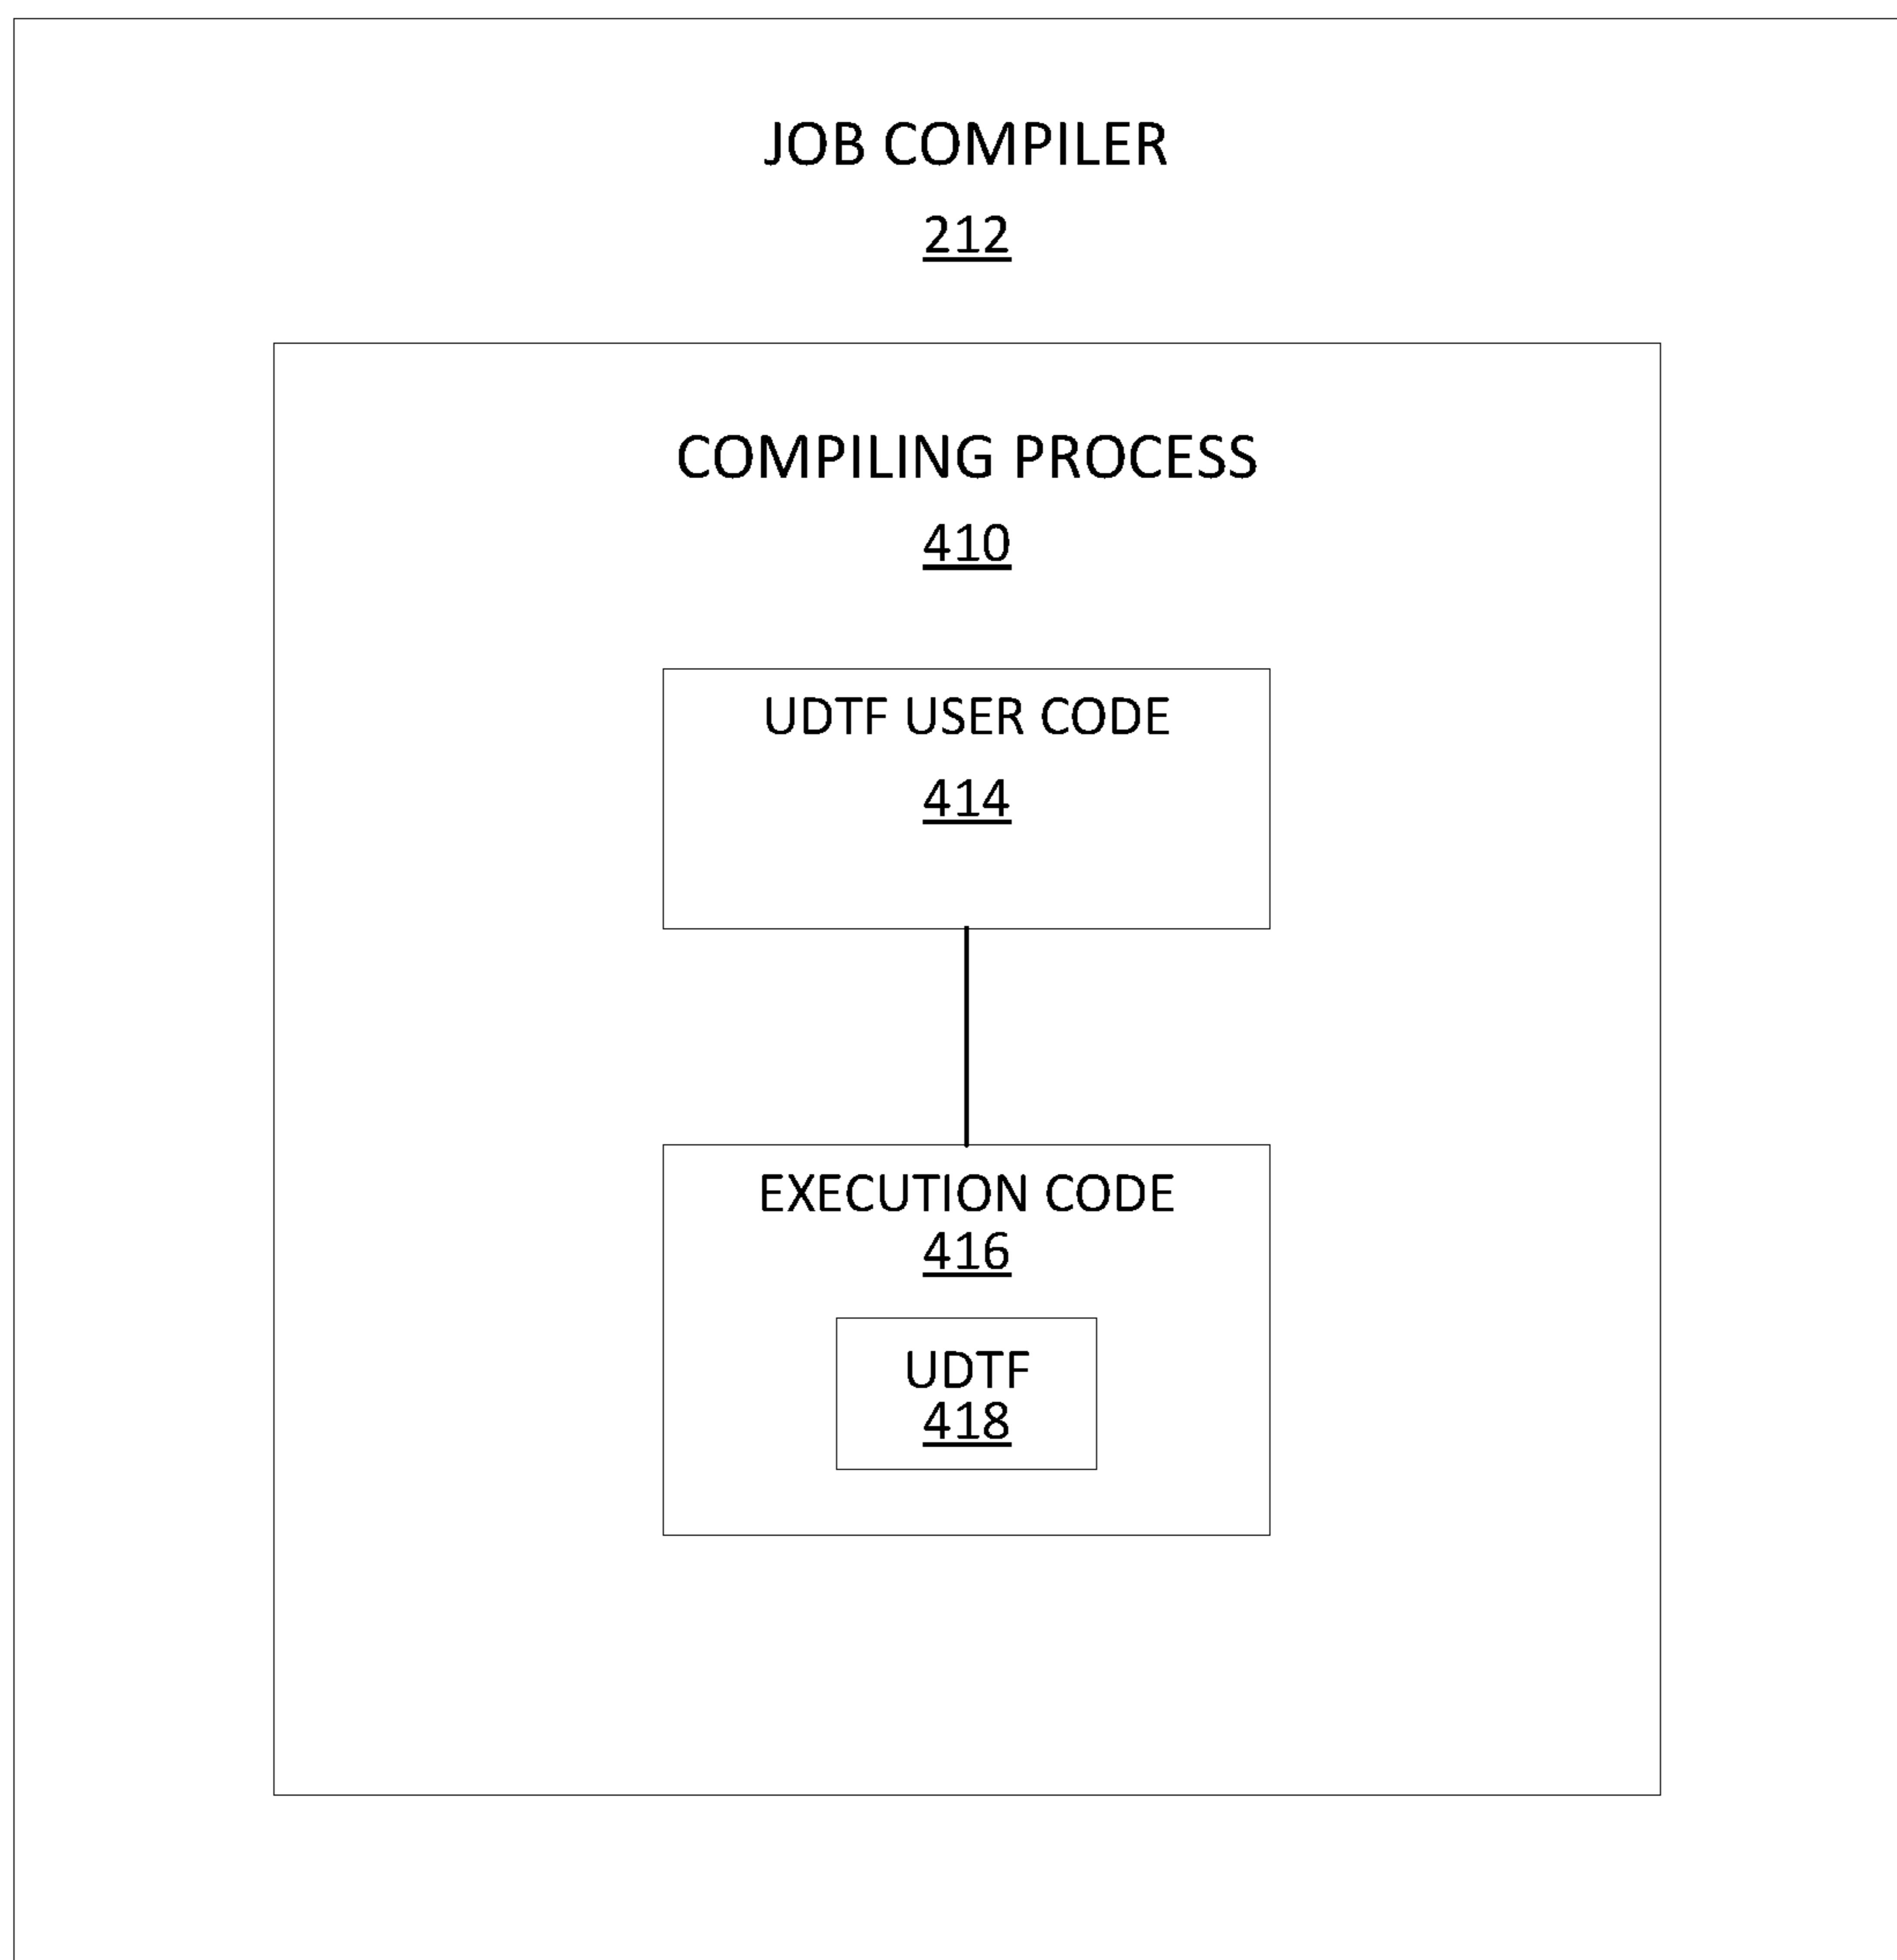 JOB COMPILER
212
COMPILING PROCESS
410
UDTF USER CODE
414
EXECUTION CODE
416
UDTF
418